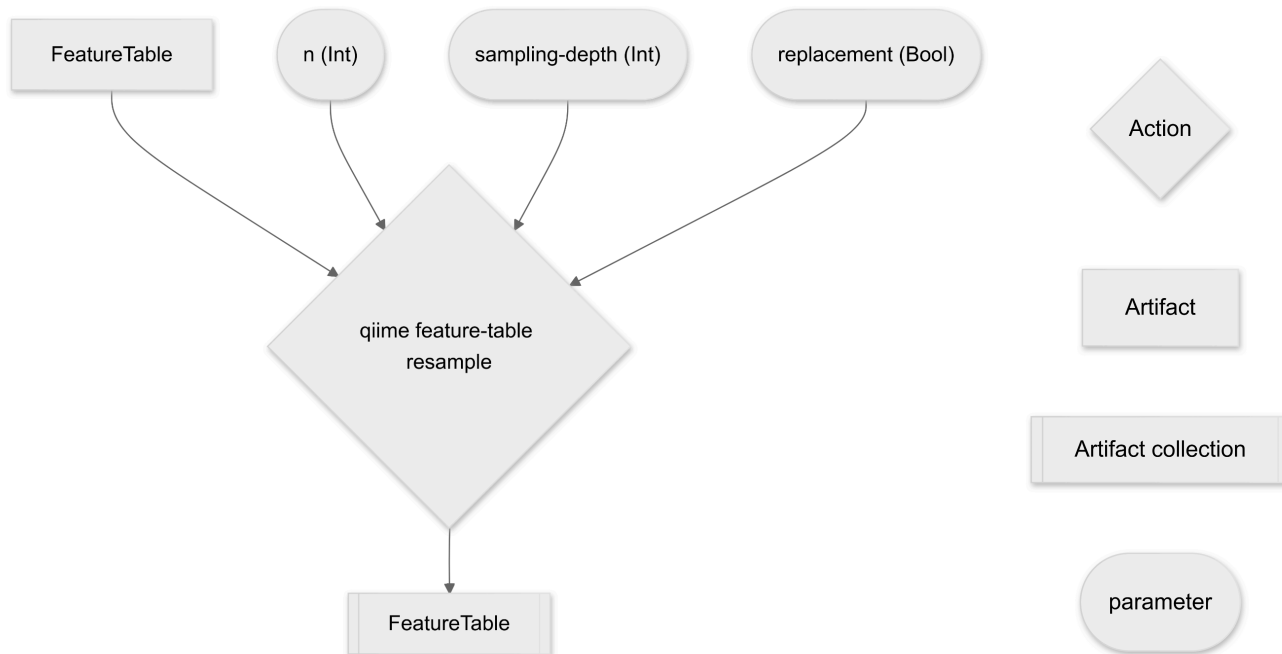 FeatureTable
n (Int)
sampling-depth (Int)
replacement (Bool)
qiime feature-table
resample
FeatureTable
Action
Artifact
Artifact collection
parameter